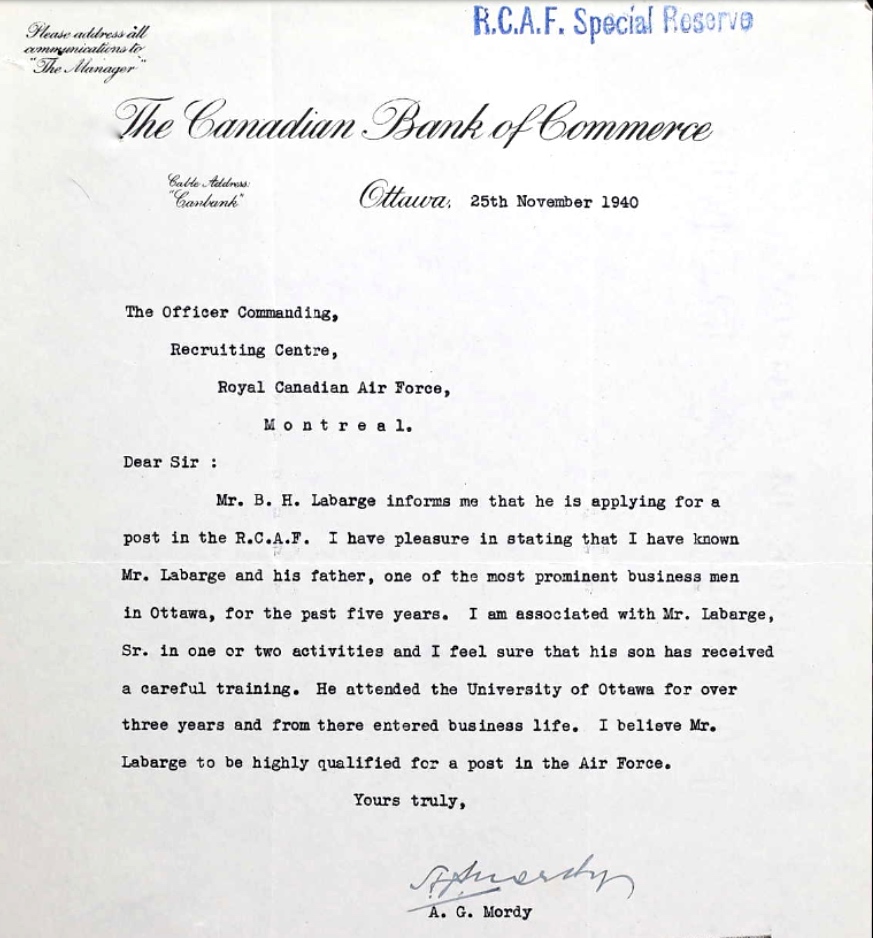 R.C.A.F. Special Reserve
Please address all
communications to
"The Manager"
The Canadian Bank of Commerce
Cable Address:
"Canbank"
Ottawa, 25th November 1940
The Officer Commanding,
Recruiting Centre,
Royal Canadian Air Force,
M o n t r e a l.
Dear Sir :
Mr. B. H. Labarge informs me that he is applying for a
post in the R.C.A.F. I have pleasure in stating that I have known
Mr. Labarge and his father, one of the most prominent business men
in Ottawa, for the past five years. I am associated with Mr. Labarge,
Sr. in one or two activities and I feel sure that his son has received
a careful training. He attended the University of Ottawa for over
three years and from there entered business life. I believe Mr.
Labarge to be highly qualified for a post in the Air Force.
Yours truly,
A. G. Mordy